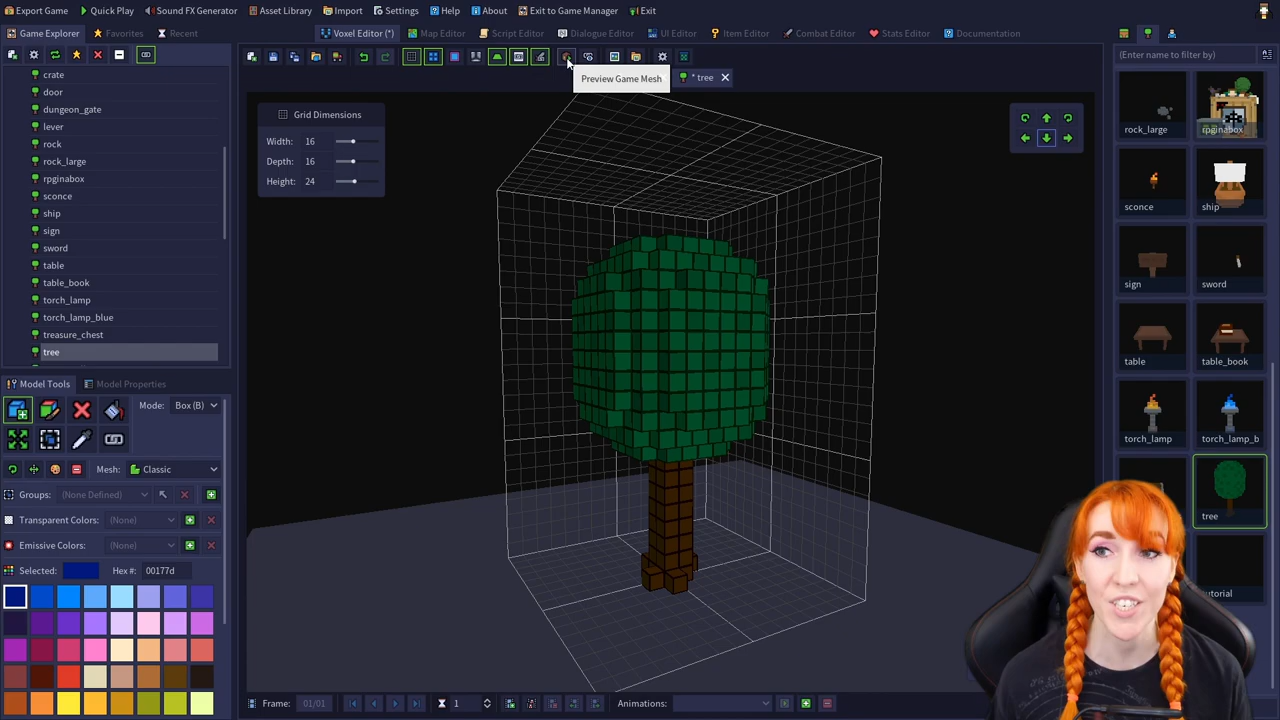 Export Game Quick Play Sound FX Generator Asset Library Import Settings Help About Exit to Game Manager Exit
Game Explorer Favorites Recent
Voxel Editor (*) Map Editor Script Editor Dialogue Editor UI Editor Item Editor Combat Editor Stats Editor Documentation
Preview Game Mesh
* tree
Enter name to filter by)
crate
door
dungeon_gate
lever
rock
rock_large
rpginabox
sconce
ship
sign
sword
table
table_book
torch_lamp
torch_lamp_blue
treasure_chest
tree
Grid Dimensions
Width: 16
Depth: 16
Height: 24
rock_large rpginabox
sconce ship
sign sword
table table_book
torch_lamp torch_lamp_b
tree
utorial
Model Tools Model Properties
Mode: Box (B)
Mesh: Classic
Groups: (None Defined)
Transparent Colors: (None)
Emissive Colors: (None)
Selected: Hex #: 00177d
Frame: 01/01 1 Animations: